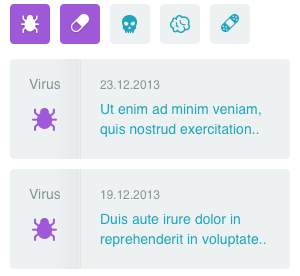 Virus
23.12.2013
Ut enim ad minim veniam,
quis nostrud exercitation..
Virus
19.12.2013
Duis aute irure dolor in
reprehenderit in voluptate..